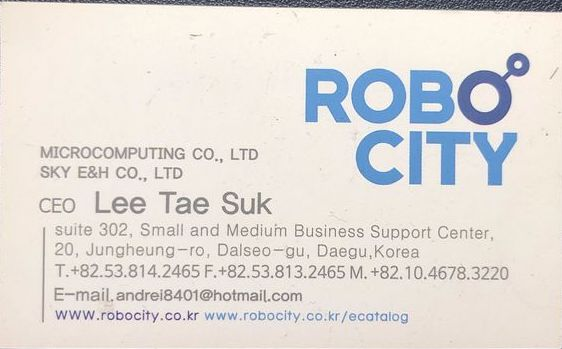 ROBO
CITY
MICROCOMPUTING CO., LTD
SKY E&H CO., LTD
CEO Lee Tae Suk
suite 302, Small and Medium Business Support Center,
20, Jungheung-ro, Dalseo-gu, Daegu,Korea
T.+82.53.814.2465 F.+82.53.813.2465 M.+82.10.4678.3220
E-mail.andrei8401@hotmail.com
www.robocity.co.kr www.robocity.co.kr/ecatalog